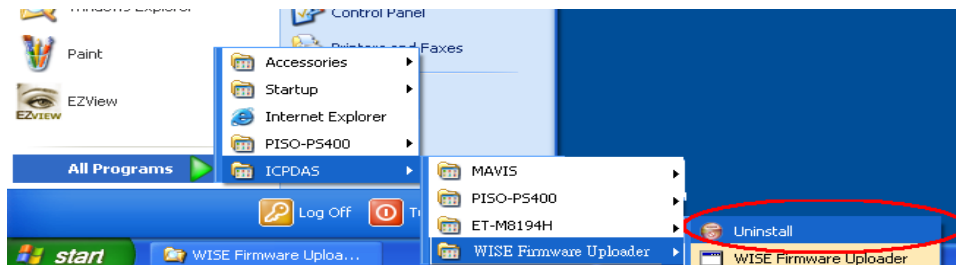 Windows Explorer
Control Panel
Paint
Printers and Faxes
Accessories
Startup
EZView
EZVIEW
Internet Explorer
PISO-PS400
All Programs
ICPDAS
MAVIS
PISO-PS400
Log Off
ET-M8194H
Uninstall
start
WISE Firmware Uploa...
WISE Firmware Uploader
WISE Firmware Uploader